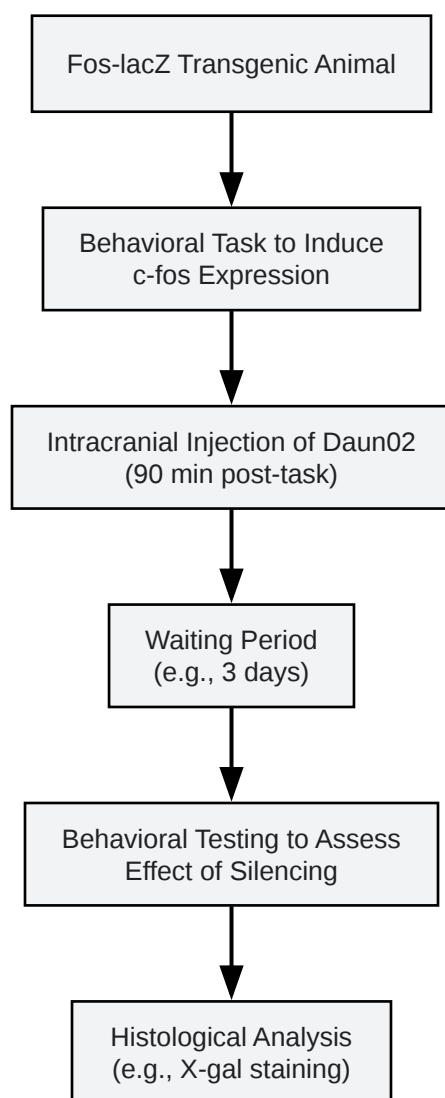 Fos-lacZ Transgenic Animal
Behavioral Task to Induce
c-fos Expression
Intracranial Injection of Daun02
(90 min post-task)
Waiting Period
(e.g., 3 days)
Behavioral Testing to Assess
Effect of Silencing
Histological Analysis
(e.g., X-gal staining)